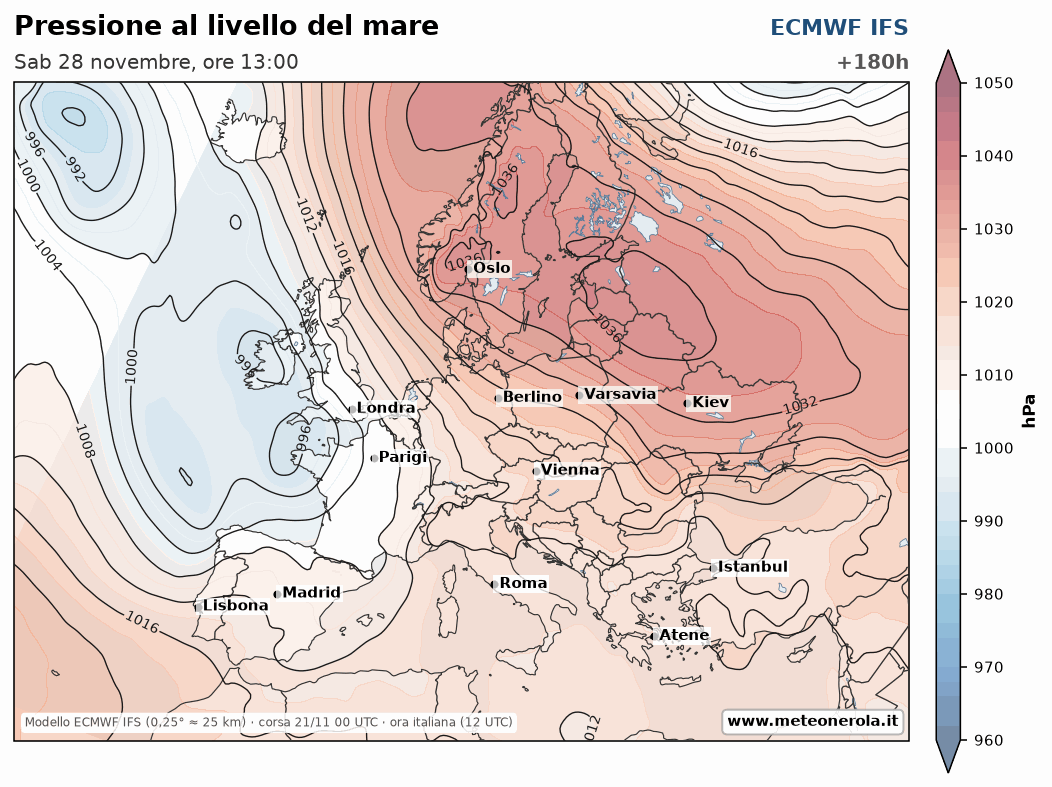 Pressione al livello del mare
ECMWF IFS
Sab 28 novembre, ore 13:00
+180h
996
992
1000
1004
1012
1016
1016
1036
Oslo
1036
1000
996
1008
1032
Londra
Berlino
Varsavia
Kiev
996
Parigi
Vienna
Istanbul
Roma
Madrid
Lisbona
1016
Atene
1012
Modello ECMWF IFS (0,25° ≈ 25 km) · corsa 21/11 00 UTC · ora italiana (12 UTC)
www.meteonerola.it
1050
1040
1030
1020
1010
1000
990
980
970
960
hPa